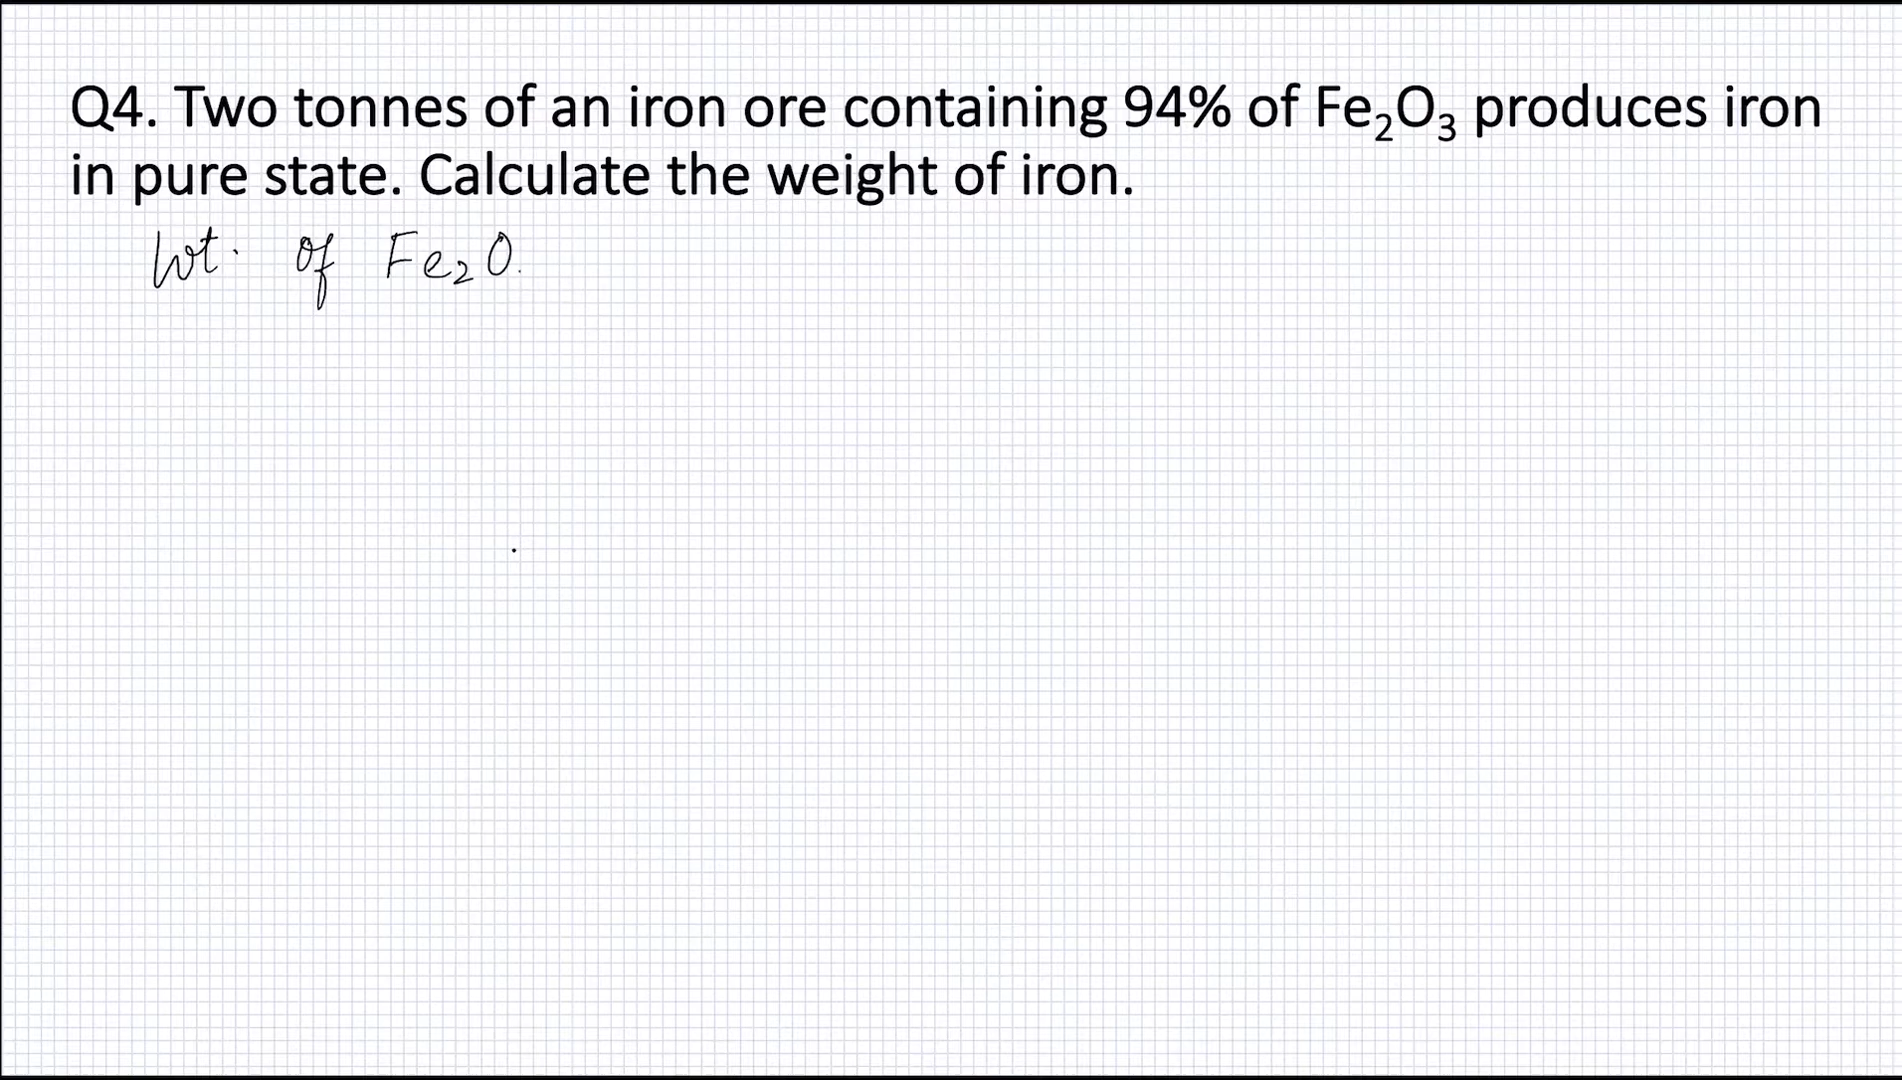 Q4. Two tonnes of an iron ore containing 94% of Fe₂O₃ produces iron
in pure state. Calculate the weight of iron.
Wt. of Fe₂O